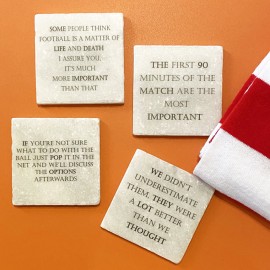 SOME PEOPLE THINK
FOOTBALL IS A MATTER OF
LIFE AND DEATH
I ASSURE YOU,
IT'S MUCH
MORE IMPORTANT
THAN THAT
THE FIRST 90
MINUTES OF THE
MATCH ARE THE
MOST
IMPORTANT
IF YOU'RE NOT SURE
WHAT TO DO WITH THE
BALL JUST POP IT IN THE
NET AND WE'LL DISCUSS
THE OPTIONS
AFTERWARDS
WE DIDN'T
UNDERESTIMATE
THEM, THEY WERE
A LOT BETTER
THAN WE
THOUGHT